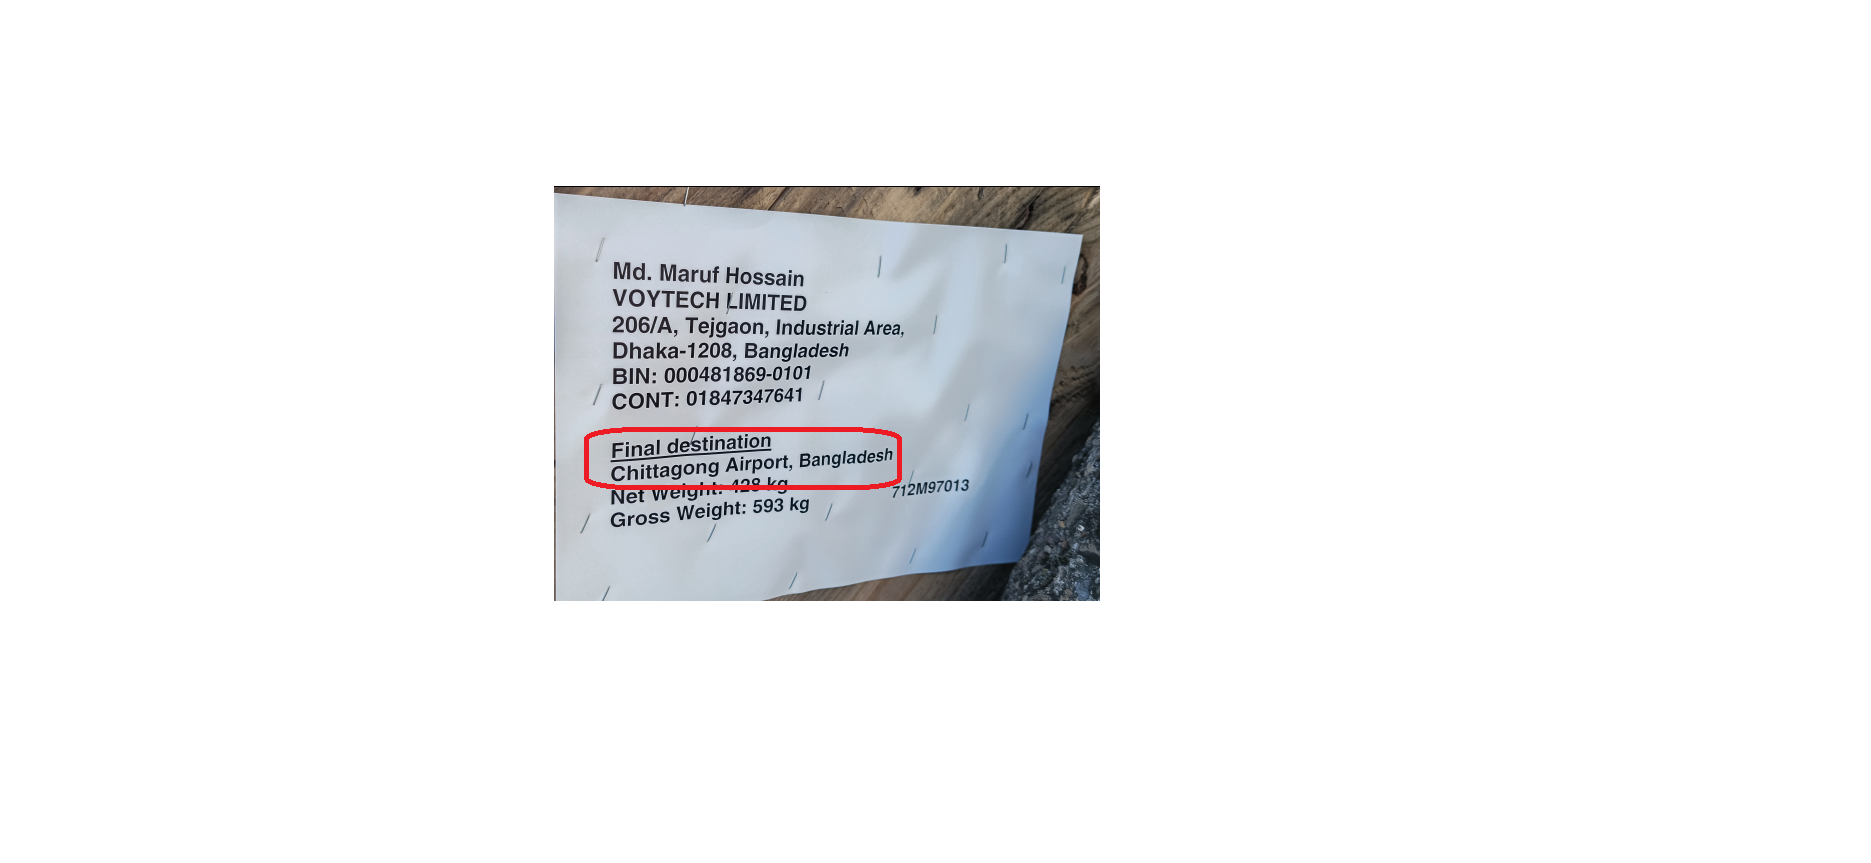 Md. Maruf Hossain
VOYTECH LIMITED
206/A, Tejgaon, Industrial Area,
Dhaka-1208, Bangladesh
BIN: 000481869-0101
CONT: 01847347641
Final destination
Chittagong Airport, Bangladesh
Net Weight: 428 kg
Gross Weight: 593 kg
712M97013